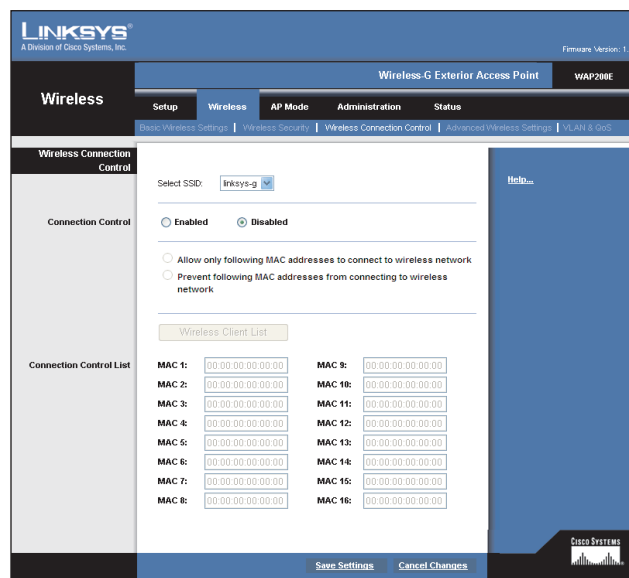 LINKSYS®
A Division of Cisco Systems, Inc.
Firmware Version: 1.
Wireless-G Exterior Access Point WAP200E
Wireless
Setup Wireless AP Mode Administration Status
Basic Wireless Settings | Wireless Security | Wireless Connection Control | Advanced Wireless Settings | VLAN & QoS
Wireless Connection
Control
Select SSID: linksys-g
Help...
Connection Control Enabled Disabled
Allow only following MAC addresses to connect to wireless network
Prevent following MAC addresses from connecting to wireless
network
Wireless Client List
Connection Control List MAC 1: 00:00:00:00:00:00 MAC 9: 00:00:00:00:00:00
MAC 2: 00:00:00:00:00:00 MAC 10: 00:00:00:00:00:00
MAC 3: 00:00:00:00:00:00 MAC 11: 00:00:00:00:00:00
MAC 4: 00:00:00:00:00:00 MAC 12: 00:00:00:00:00:00
MAC 5: 00:00:00:00:00:00 MAC 13: 00:00:00:00:00:00
MAC 6: 00:00:00:00:00:00 MAC 14: 00:00:00:00:00:00
MAC 7: 00:00:00:00:00:00 MAC 15: 00:00:00:00:00:00
MAC 8: 00:00:00:00:00:00 MAC 16: 00:00:00:00:00:00
Save Settings Cancel Changes
CISCO SYSTEMS